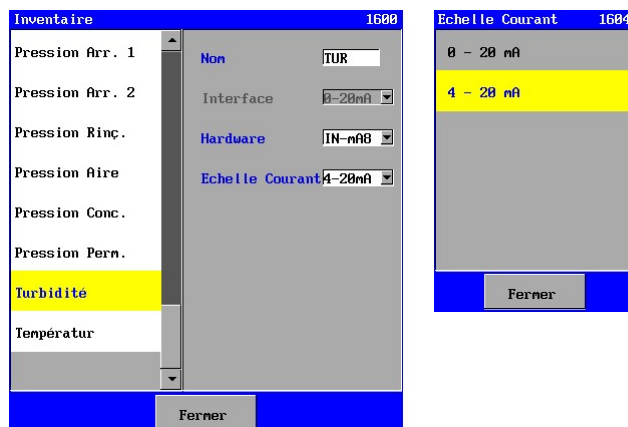 Inventaire 1600
Pression Arr. 1
Pression Arr. 2
Pression Rinç.
Pression Aire
Pression Conc.
Pression Perm.
Turbidité
Températur
Nom TUR
Interface 0-20mA
Hardware IN-mA8
Echelle Courant 4-20mA
Fermer
Echelle Courant 1604
0 - 20 mA
4 - 20 mA
Fermer